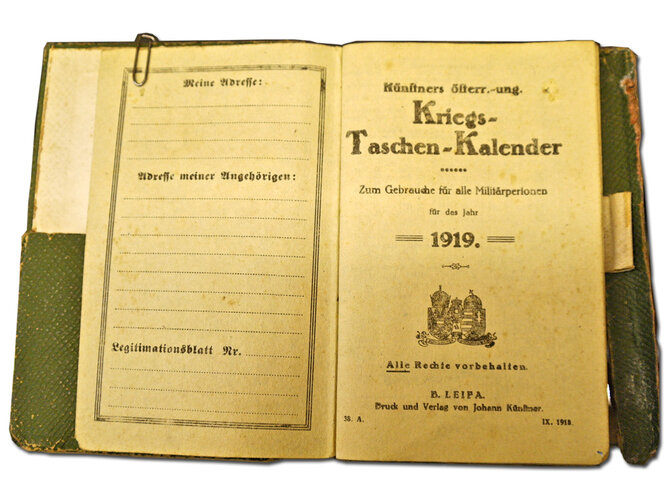 Meine Adresse:
Adresse meiner Angehörigen:
Legitimationsblatt Nr.
Künstners österr.-ung.
Kriegs-
Taschen-Kalender
Zum Gebrauche für alle Militärpersonen
für das Jahr
1919.
Alle Rechte vorbehalten.
B. LEIPA.
Druck und Verlag von Johann Künstner.
38. A. IX. 1918